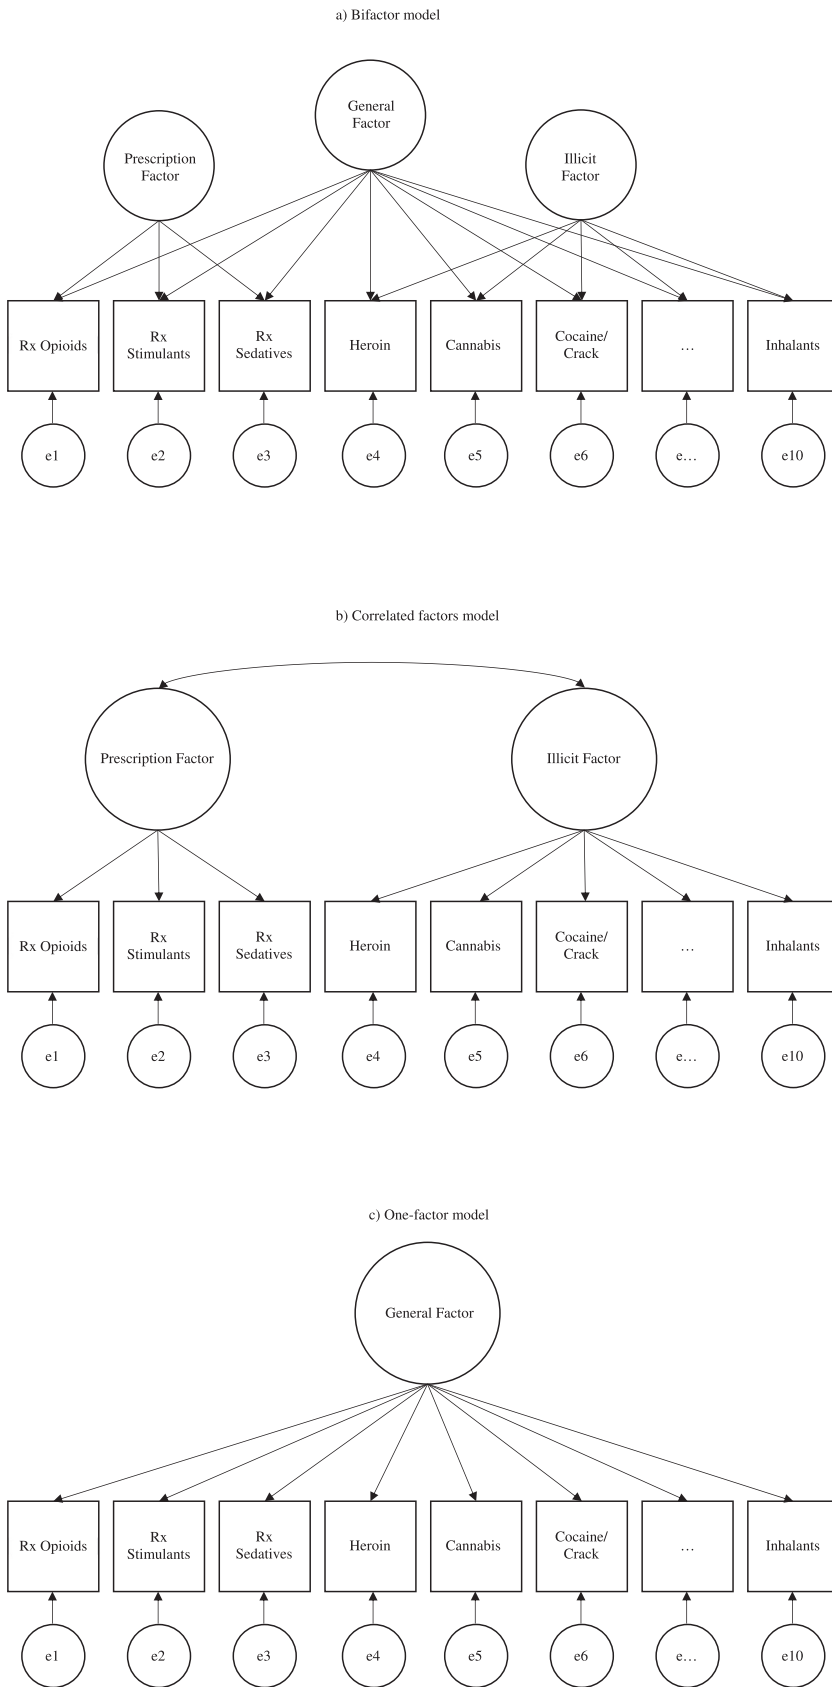 a) Bifactor model
General
Factor
Prescription
Factor
Illicit
Factor
Rx Opioids
Rx
Stimulants
Rx
Sedatives
Heroin
Cannabis
Cocaine/
Crack
…
Inhalants
e1
e2
e3
e4
e5
e6
e…
e10
b) Correlated factors model
Prescription Factor
Illicit Factor
Rx Opioids
Rx
Stimulants
Rx
Sedatives
Heroin
Cannabis
Cocaine/
Crack
…
Inhalants
e1
e2
e3
e4
e5
e6
e…
e10
c) One-factor model
General Factor
Rx Opioids
Rx
Stimulants
Rx
Sedatives
Heroin
Cannabis
Cocaine/
Crack
…
Inhalants
e1
e2
e3
e4
e5
e6
e…
e10